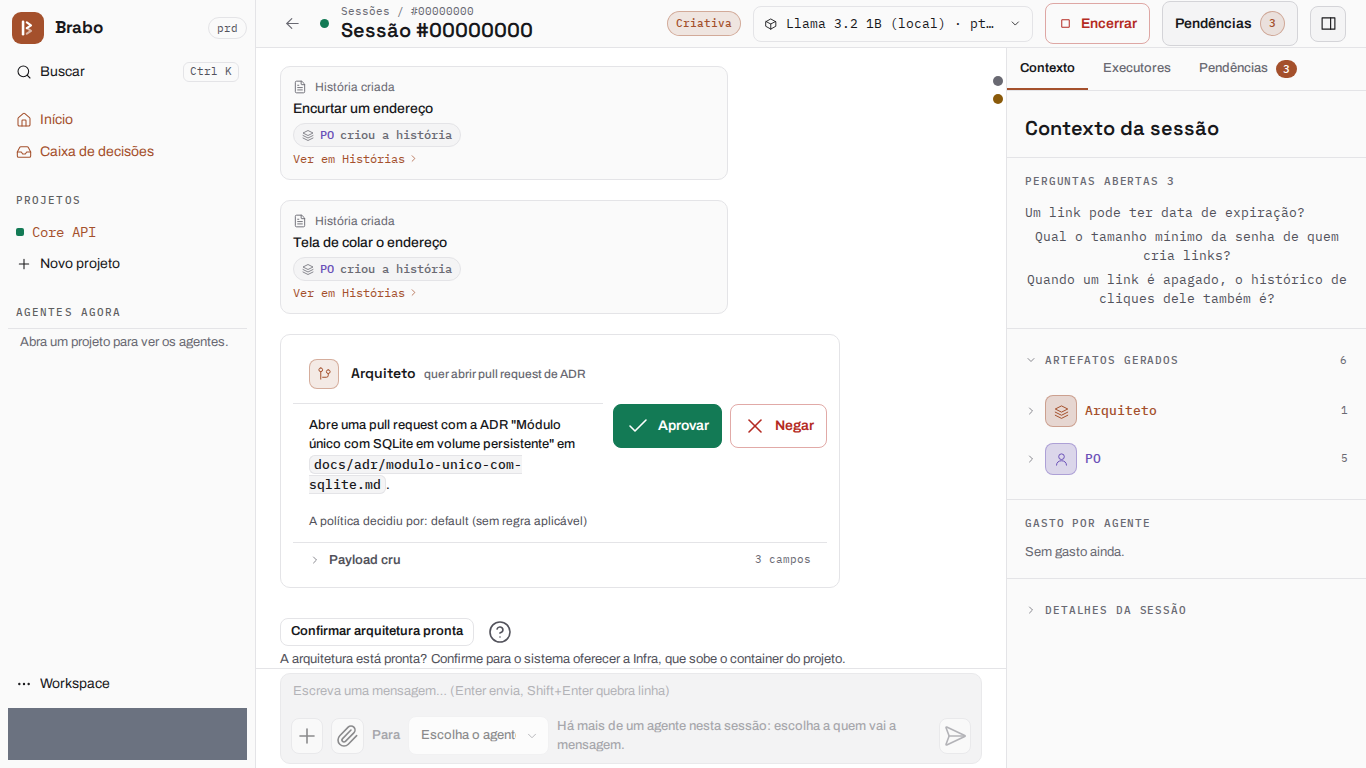 Brabo
prd
Buscar
Ctrl K
Início
Caixa de decisões
PROJETOS
Core API
Novo projeto
AGENTES AGORA
Abra um projeto para ver os agentes.
Workspace
Sessões / #00000000
Sessão #00000000
Criativa
Llama 3.2 1B (local) · pt…
Encerrar
Pendências 3
História criada
Encurtar um endereço
PO criou a história
Ver em Histórias
História criada
Tela de colar o endereço
PO criou a história
Ver em Histórias
Arquiteto quer abrir pull request de ADR
Abre uma pull request com a ADR "Módulo
único com SQLite em volume persistente" em
docs/adr/modulo-unico-com-
sqlite.md.
Aprovar
Negar
A política decidiu por: default (sem regra aplicável)
Payload cru
3 campos
Confirmar arquitetura pronta
A arquitetura está pronta? Confirme para o sistema oferecer a Infra, que sobe o container do projeto.
Escreva uma mensagem... (Enter envia, Shift+Enter quebra linha)
Para
Escolha o agent
Há mais de um agente nesta sessão: escolha a quem vai a
mensagem.
Contexto
Executores
Pendências 3
Contexto da sessão
PERGUNTAS ABERTAS 3
Um link pode ter data de expiração?
Qual o tamanho mínimo da senha de quem
cria links?
Quando um link é apagado, o histórico de
cliques dele também é?
ARTEFATOS GERADOS 6
Arquiteto 1
PO 5
GASTO POR AGENTE
Sem gasto ainda.
DETALHES DA SESSÃO